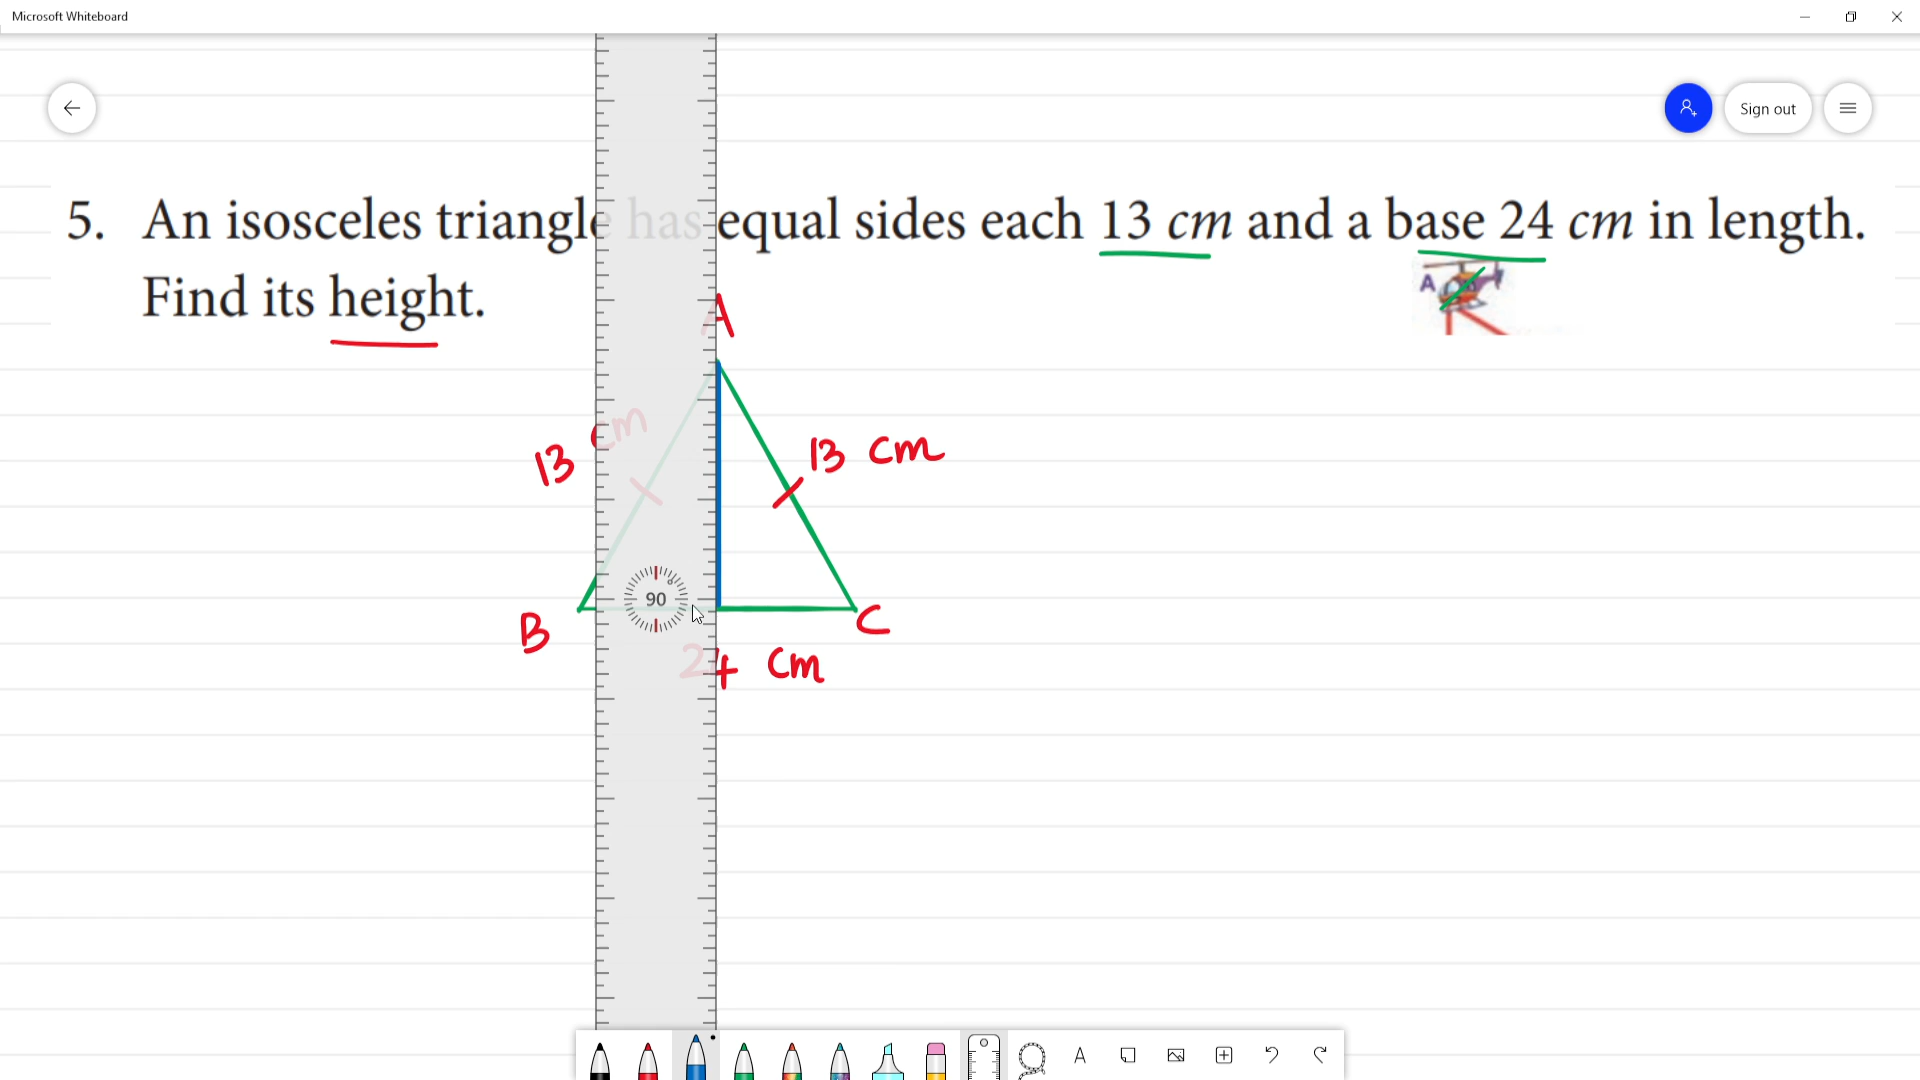 Microsoft Whiteboard
Sign out
5. An isosceles triangle has equal sides each 13 cm and a base 24 cm in length.
Find its height.
A
A
13 cm
13 cm
90
B
C
24 cm
A